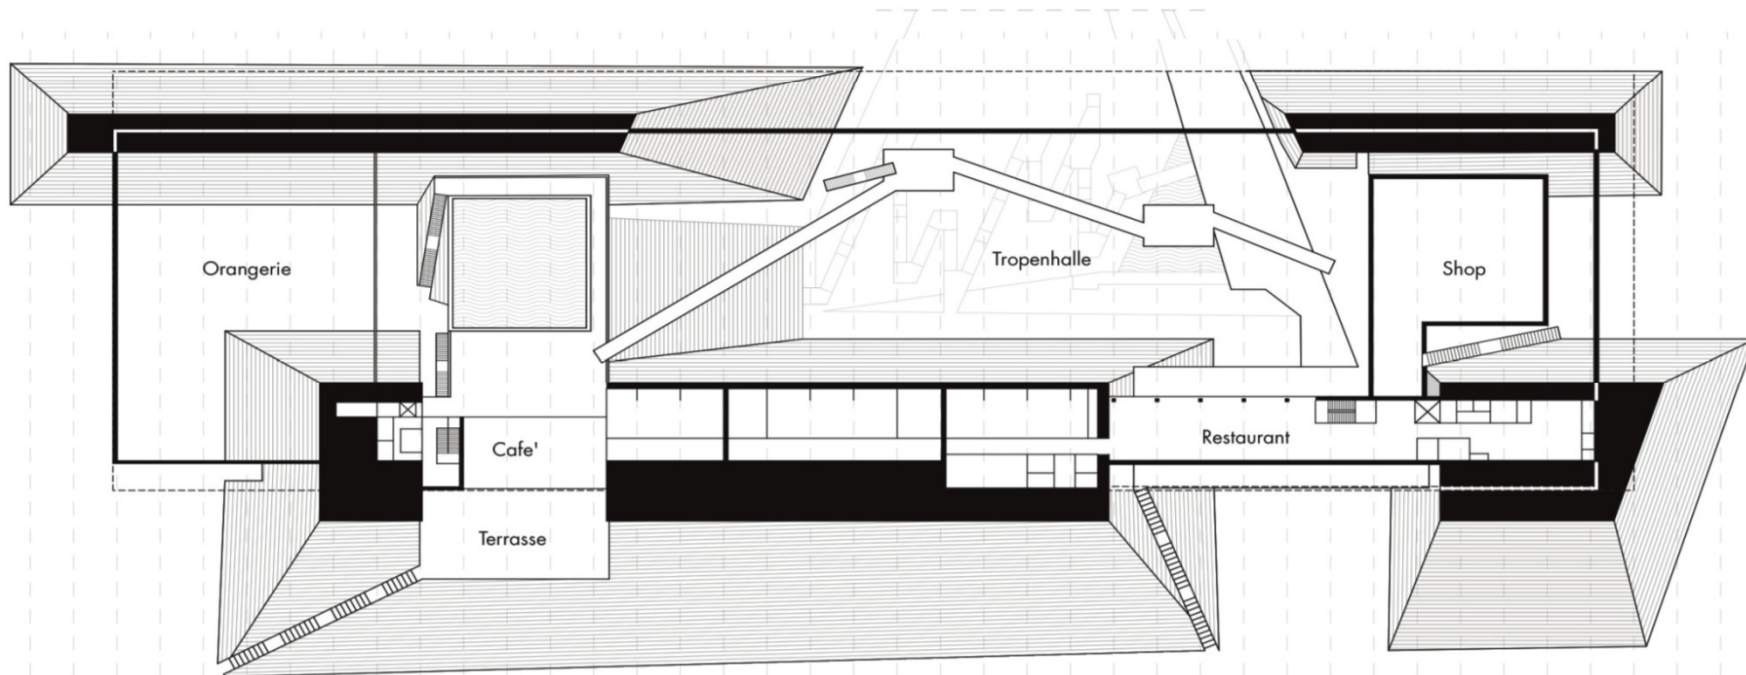 Orangerie
Tropenhalle
Shop
Cafe'
Restaurant
Terrasse